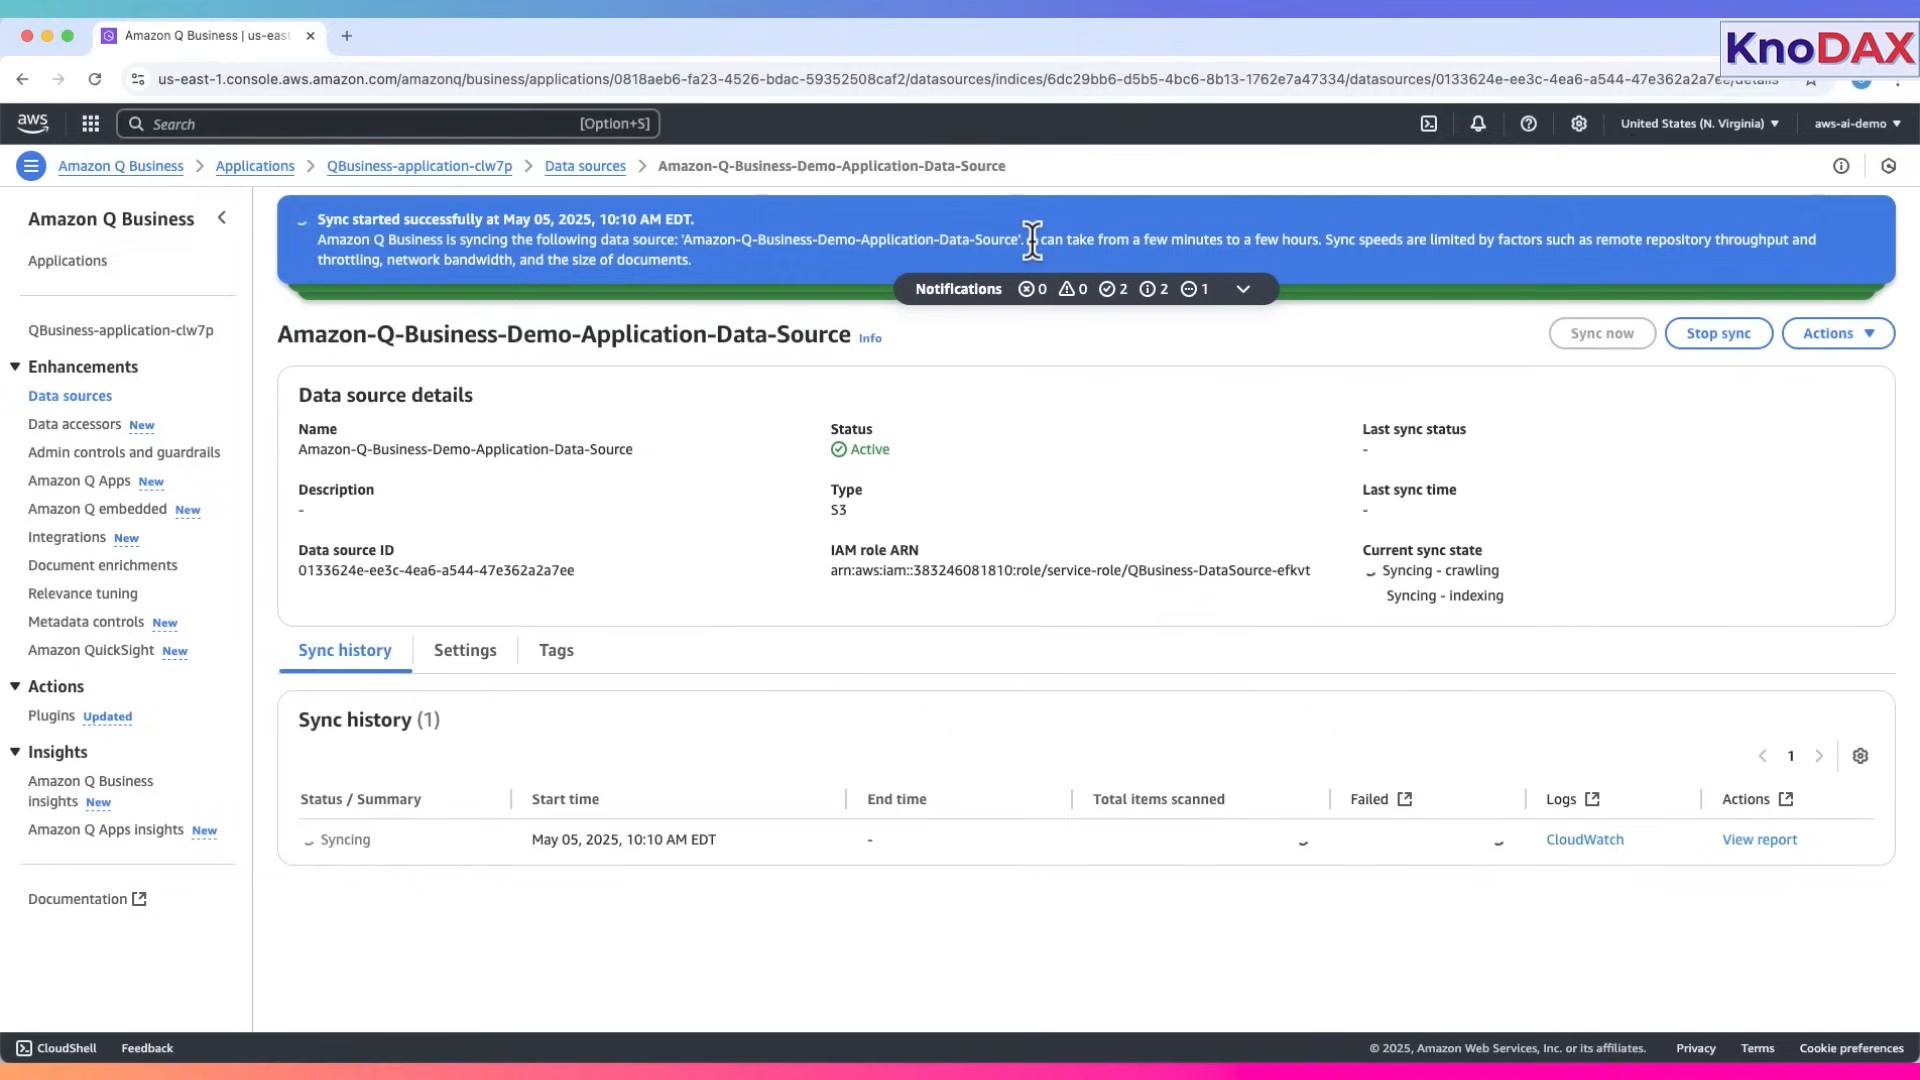 Amazon Q Business | us-eas
KnoDAX
us-east-1.console.aws.amazon.com/amazonq/business/applications/0818aeb6-fa23-4526-bdac-59352508caf2/datasources/indices/6dc29bb6-d5b5-4bc6-8b13-1762e7a47334/datasources/0133624e-ee3c-4ea6-a544-47e362a2a7ee/details
aws
Search
[Option+S]
United States (N. Virginia)
aws-ai-demo
Amazon Q Business
Applications
QBusiness-application-clw7p
Data sources
Amazon-Q-Business-Demo-Application-Data-Source
Amazon Q Business
Applications
QBusiness-application-clw7p
Enhancements
Data sources
Data accessors New
Admin controls and guardrails
Amazon Q Apps New
Amazon Q embedded New
Integrations New
Document enrichments
Relevance tuning
Metadata controls New
Amazon QuickSight New
Actions
Plugins Updated
Insights
Amazon Q Business
insights New
Amazon Q Apps insights New
Documentation
Sync started successfully at May 05, 2025, 10:10 AM EDT.
Amazon Q Business is syncing the following data source: 'Amazon-Q-Business-Demo-Application-Data-Source'. can take from a few minutes to a few hours. Sync speeds are limited by factors such as remote repository throughput and
throttling, network bandwidth, and the size of documents.
Notifications 0 0 2 2 1
Amazon-Q-Business-Demo-Application-Data-Source Info
Sync now
Stop sync
Actions
Data source details
Name
Amazon-Q-Business-Demo-Application-Data-Source
Description
-
Data source ID
0133624e-ee3c-4ea6-a544-47e362a2a7ee
Status
Active
Type
S3
IAM role ARN
arn:aws:iam::383246081810:role/service-role/QBusiness-DataSource-efkvt
Last sync status
-
Last sync time
-
Current sync state
Syncing - crawling
Syncing - indexing
Sync history
Settings
Tags
Sync history (1)
1
Status / Summary
Start time
End time
Total items scanned
Failed
Logs
Actions
Syncing
May 05, 2025, 10:10 AM EDT
-
CloudWatch
View report
CloudShell
Feedback
© 2025, Amazon Web Services, Inc. or its affiliates.
Privacy
Terms
Cookie preferences